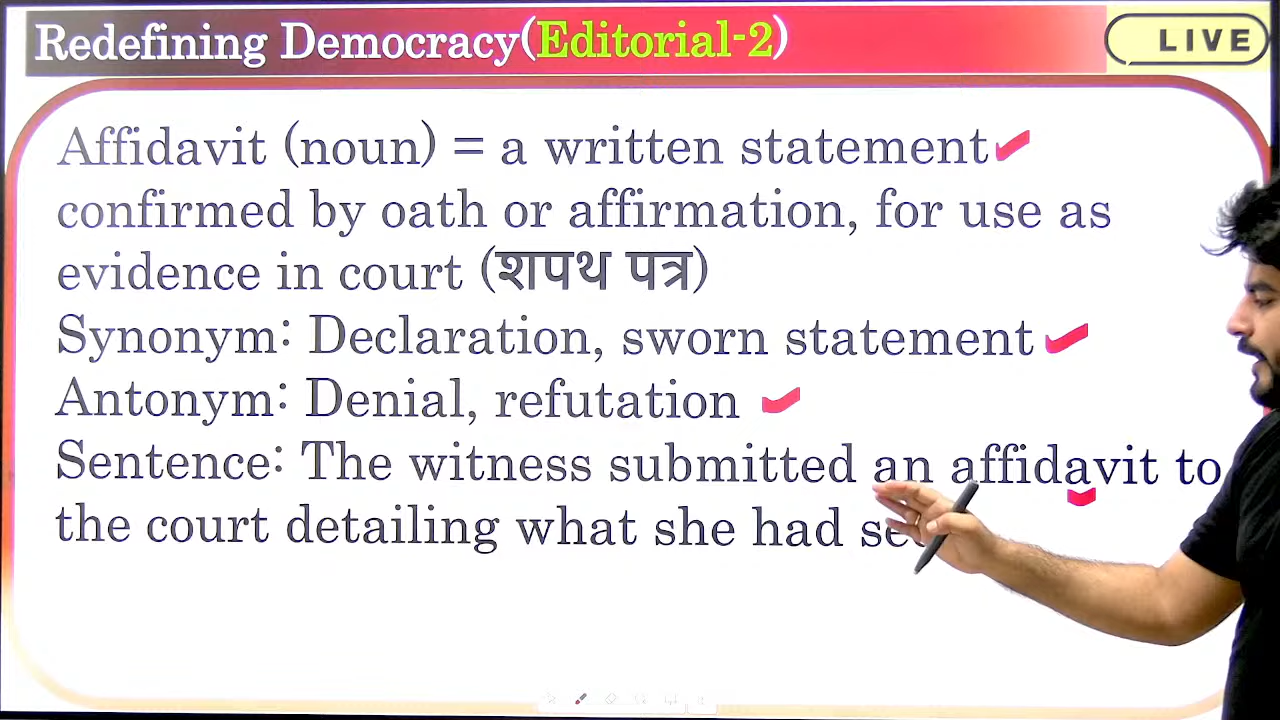 Redefining Democracy(Editorial-2)
LIVE
Affidavit (noun) = a written statement
confirmed by oath or affirmation, for use as
evidence in court (शपथ पत्र)
Synonym: Declaration, sworn statement
Antonym: Denial, refutation
Sentence: The witness submitted an affidavit to
the court detailing what she had